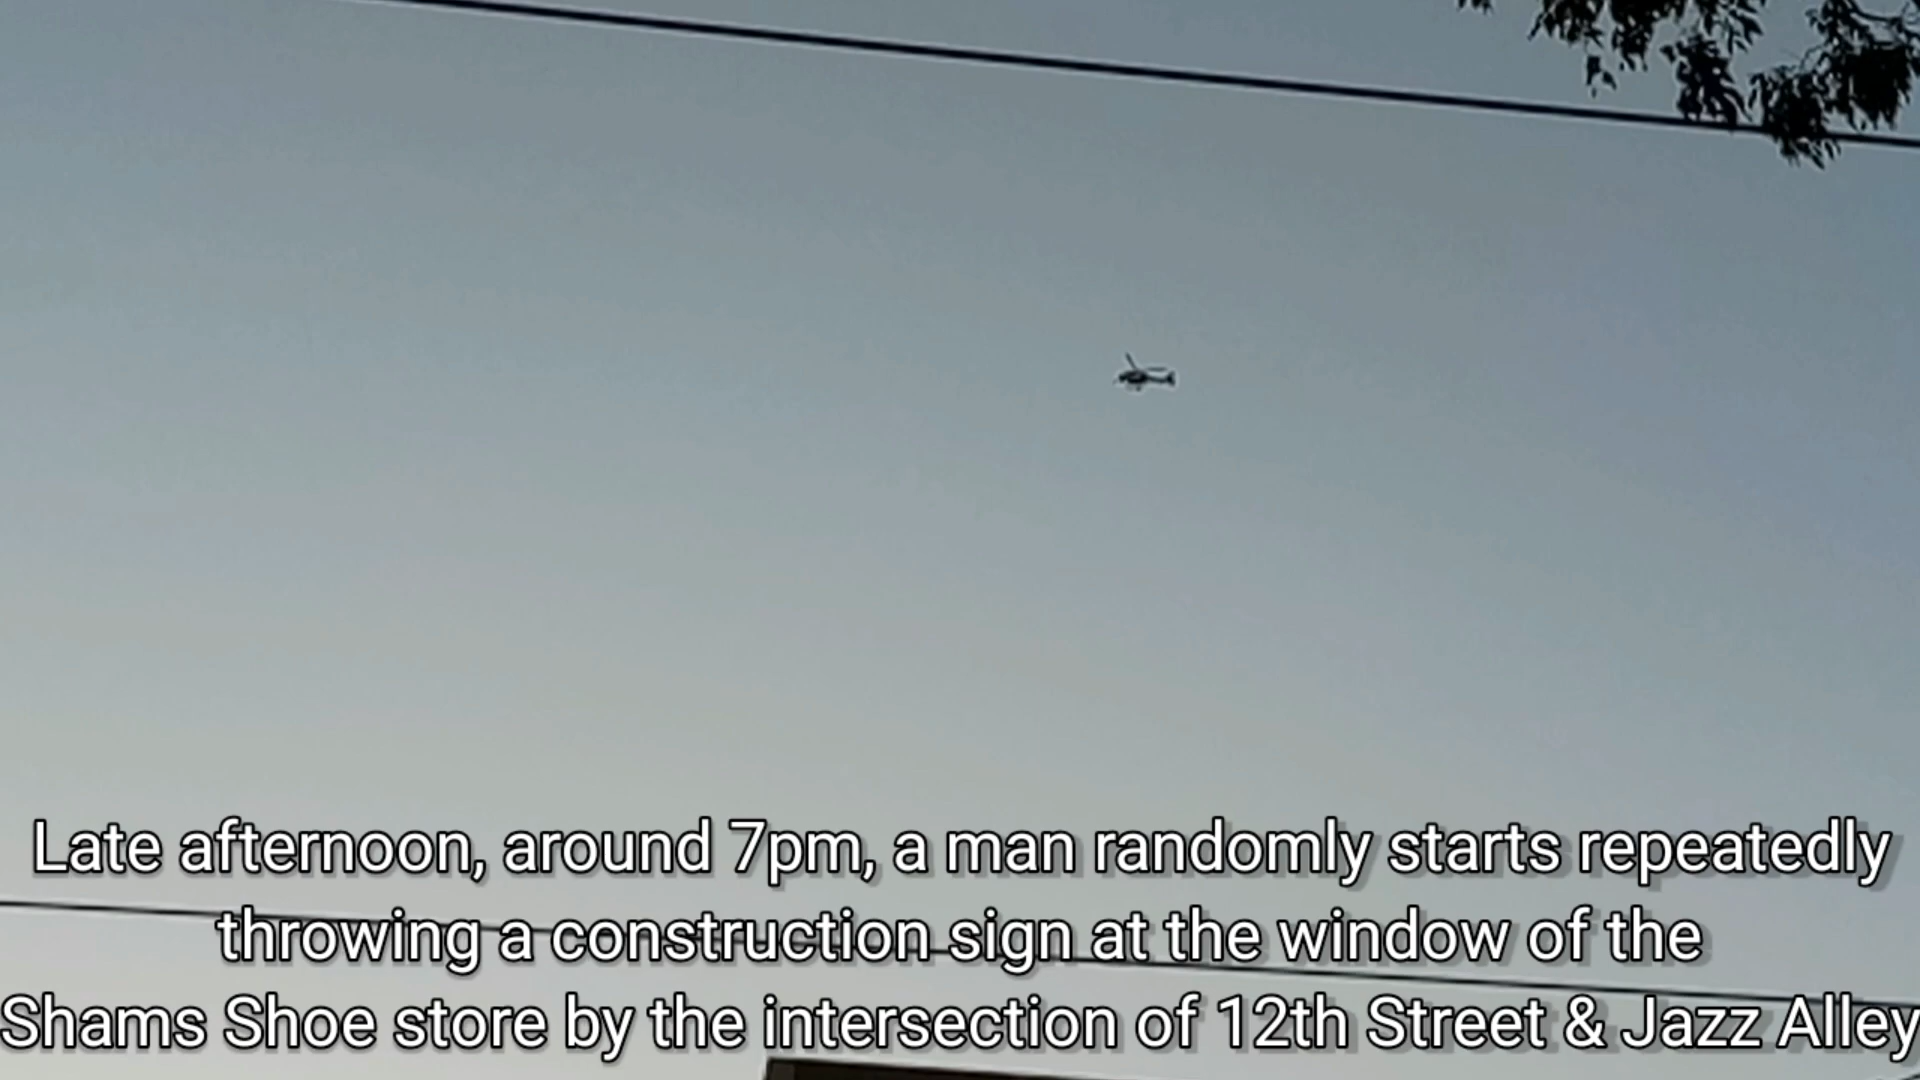 Late afternoon, around 7pm, a man randomly starts repeatedly
throwing a construction sign at the window of the
Shams Shoe store by the intersection of 12th Street & Jazz Alley